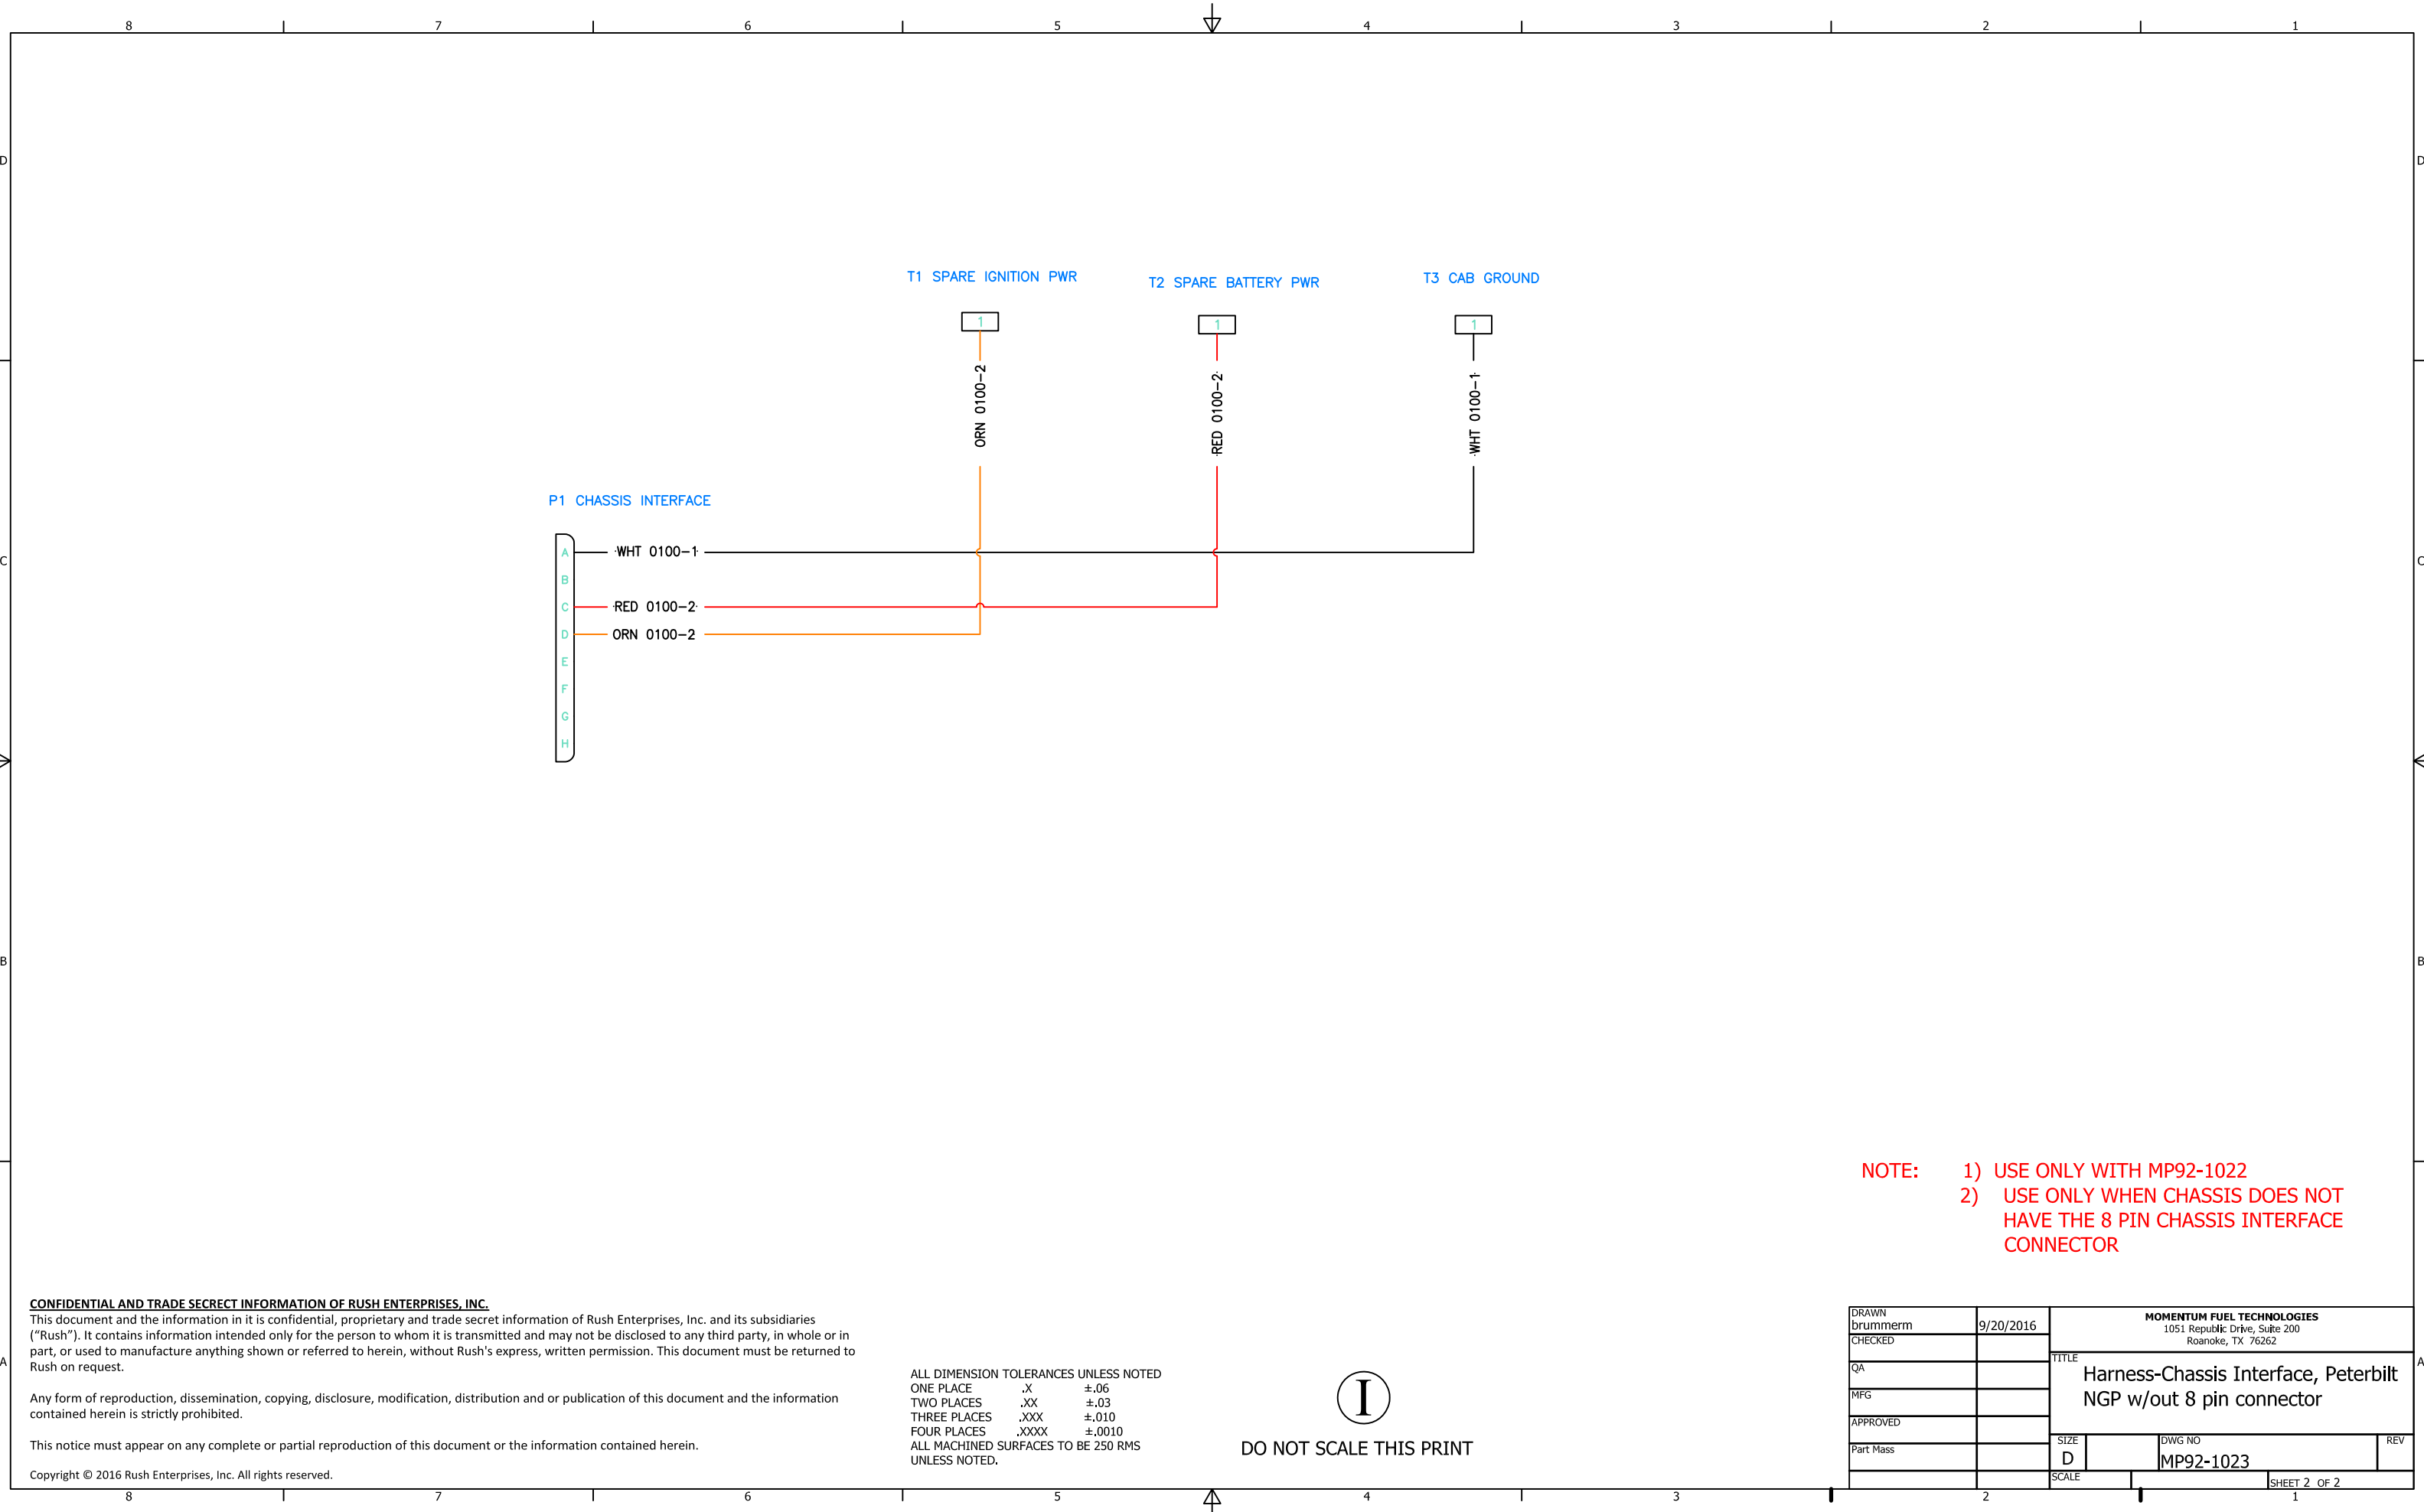 8 7 6 5 4 3 2 1
D D
T1 SPARE IGNITION PWR
T2 SPARE BATTERY PWR
T3 CAB GROUND
1 1 1
ORN 0100-2
RED 0100-2
WHT 0100-1
P1 CHASSIS INTERFACE
A WHT 0100-1
B
C RED 0100-2
D ORN 0100-2
E
F
G
H
C C
B B
NOTE: 1) USE ONLY WITH MP92-1022
2) USE ONLY WHEN CHASSIS DOES NOT
HAVE THE 8 PIN CHASSIS INTERFACE
CONNECTOR
CONFIDENTIAL AND TRADE SECRECT INFORMATION OF RUSH ENTERPRISES, INC.
This document and the information in it is confidential, proprietary and trade secret information of Rush Enterprises, Inc. and its subsidiaries
(“Rush”). It contains information intended only for the person to whom it is transmitted and may not be disclosed to any third party, in whole or in
part, or used to manufacture anything shown or referred to herein, without Rush's express, written permission. This document must be returned to
Rush on request.
Any form of reproduction, dissemination, copying, disclosure, modification, distribution and or publication of this document and the information
contained herein is strictly prohibited.
This notice must appear on any complete or partial reproduction of this document or the information contained herein.
Copyright © 2016 Rush Enterprises, Inc. All rights reserved.
A A
ALL DIMENSION TOLERANCES UNLESS NOTED
ONE PLACE .X ±.06
TWO PLACES .XX ±.03
THREE PLACES .XXX ±.010
FOUR PLACES .XXXX ±.0010
ALL MACHINED SURFACES TO BE 250 RMS
UNLESS NOTED.
I
DO NOT SCALE THIS PRINT
DRAWN
brummerm 9/20/2016
CHECKED
QA
MFG
APPROVED
Part Mass
MOMENTUM FUEL TECHNOLOGIES
1051 Republic Drive, Suite 200
Roanoke, TX 76262
TITLE
Harness-Chassis Interface, Peterbilt
NGP w/out 8 pin connector
SIZE
D
DWG NO
MP92-1023
REV
SCALE
SHEET 2 OF 2
8 7 6 5 4 3 2 1